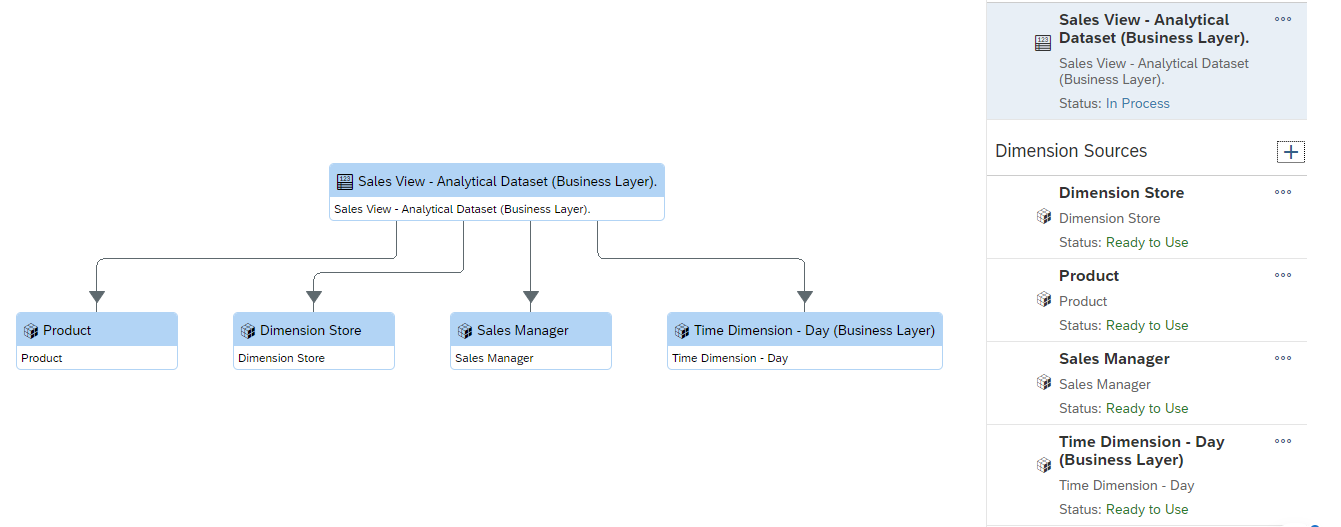 Sales View - Analytical Dataset (Business Layer).
Sales View - Analytical Dataset (Business Layer).
Product
Product
Dimension Store
Dimension Store
Sales Manager
Sales Manager
Time Dimension - Day (Business Layer)
Time Dimension - Day
Sales View - Analytical
Dataset (Business Layer).
Sales View - Analytical Dataset
(Business Layer).
Status: In Process
Dimension Sources
Dimension Store
Dimension Store
Status: Ready to Use
Product
Product
Status: Ready to Use
Sales Manager
Sales Manager
Status: Ready to Use
Time Dimension - Day
(Business Layer)
Time Dimension - Day
Status: Ready to Use